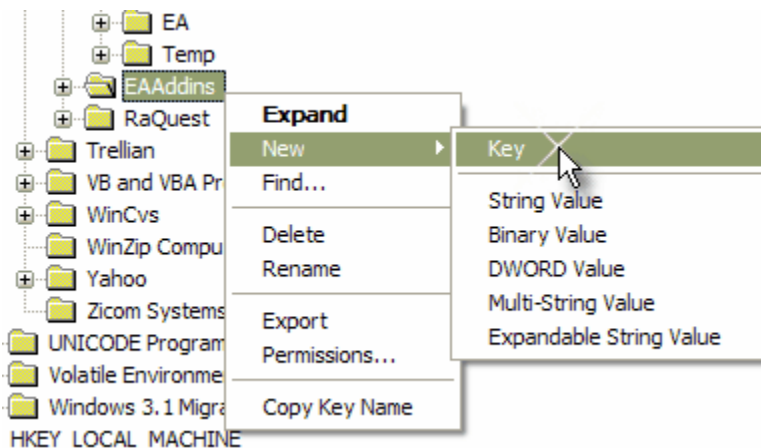 EA
Temp
EAAddins
RaQuest
Trellian
VB and VBA Pr
WinCvs
WinZip Compu
Yahoo
Zicom Systems
UNICODE Program
Volatile Environme
Windows 3.1 Migra
HKEY_LOCAL_MACHINE
Expand
New
Find...
Delete
Rename
Export
Permissions...
Copy Key Name
Key
String Value
Binary Value
DWORD Value
Multi-String Value
Expandable String Value